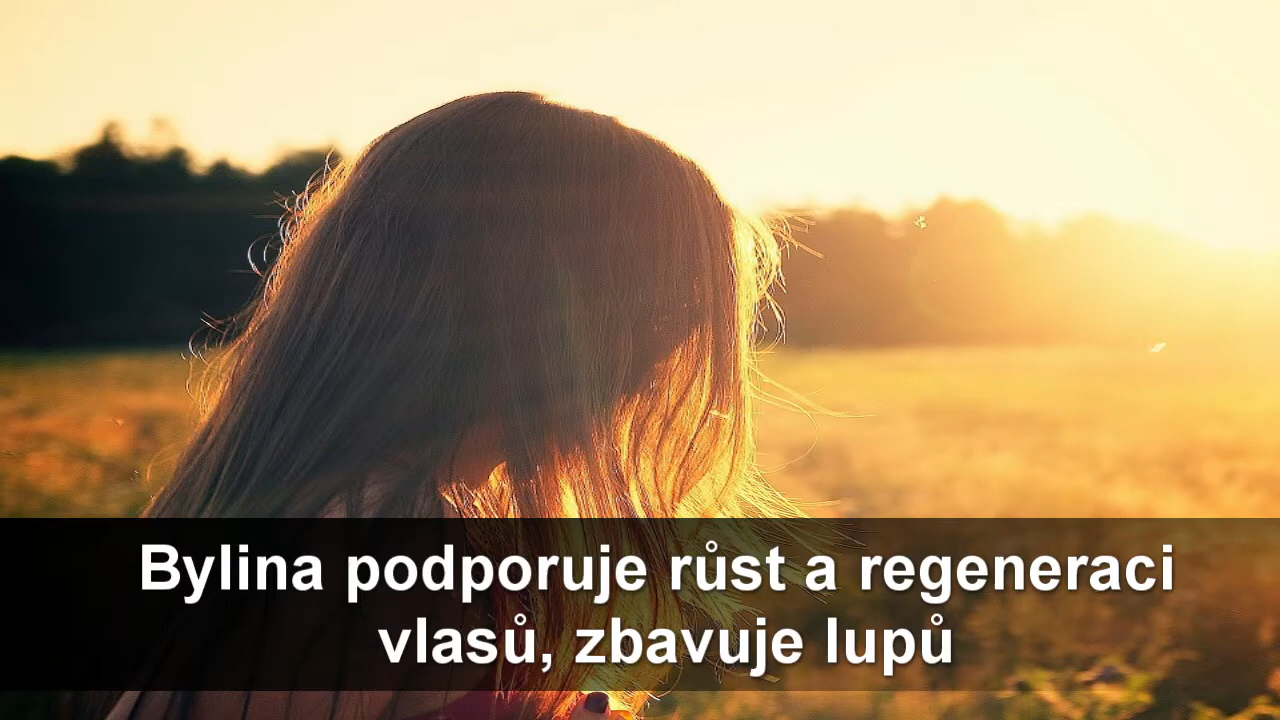 Bylina podporuje růst a regeneraci
vlasů, zbavuje lupů